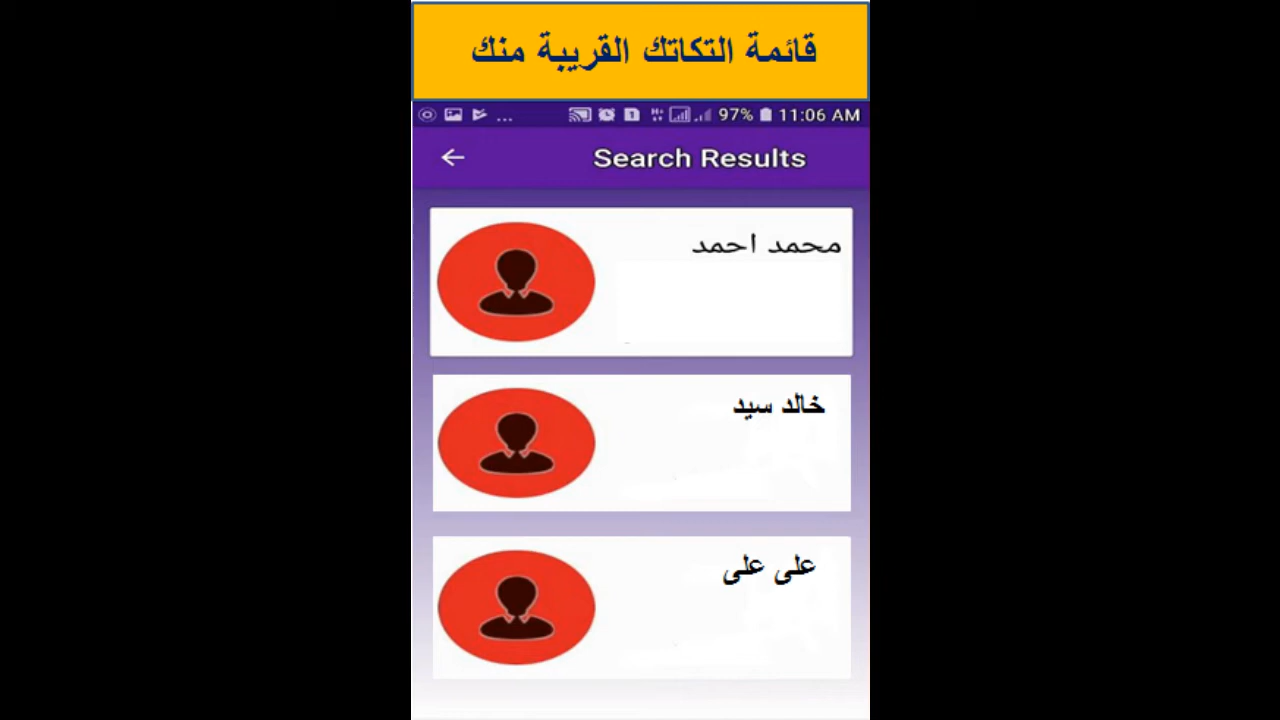 قائمة التكاتك القريبة منك
... 97% 11:06 AM
Search Results
محمد احمد
خالد سيد
على على